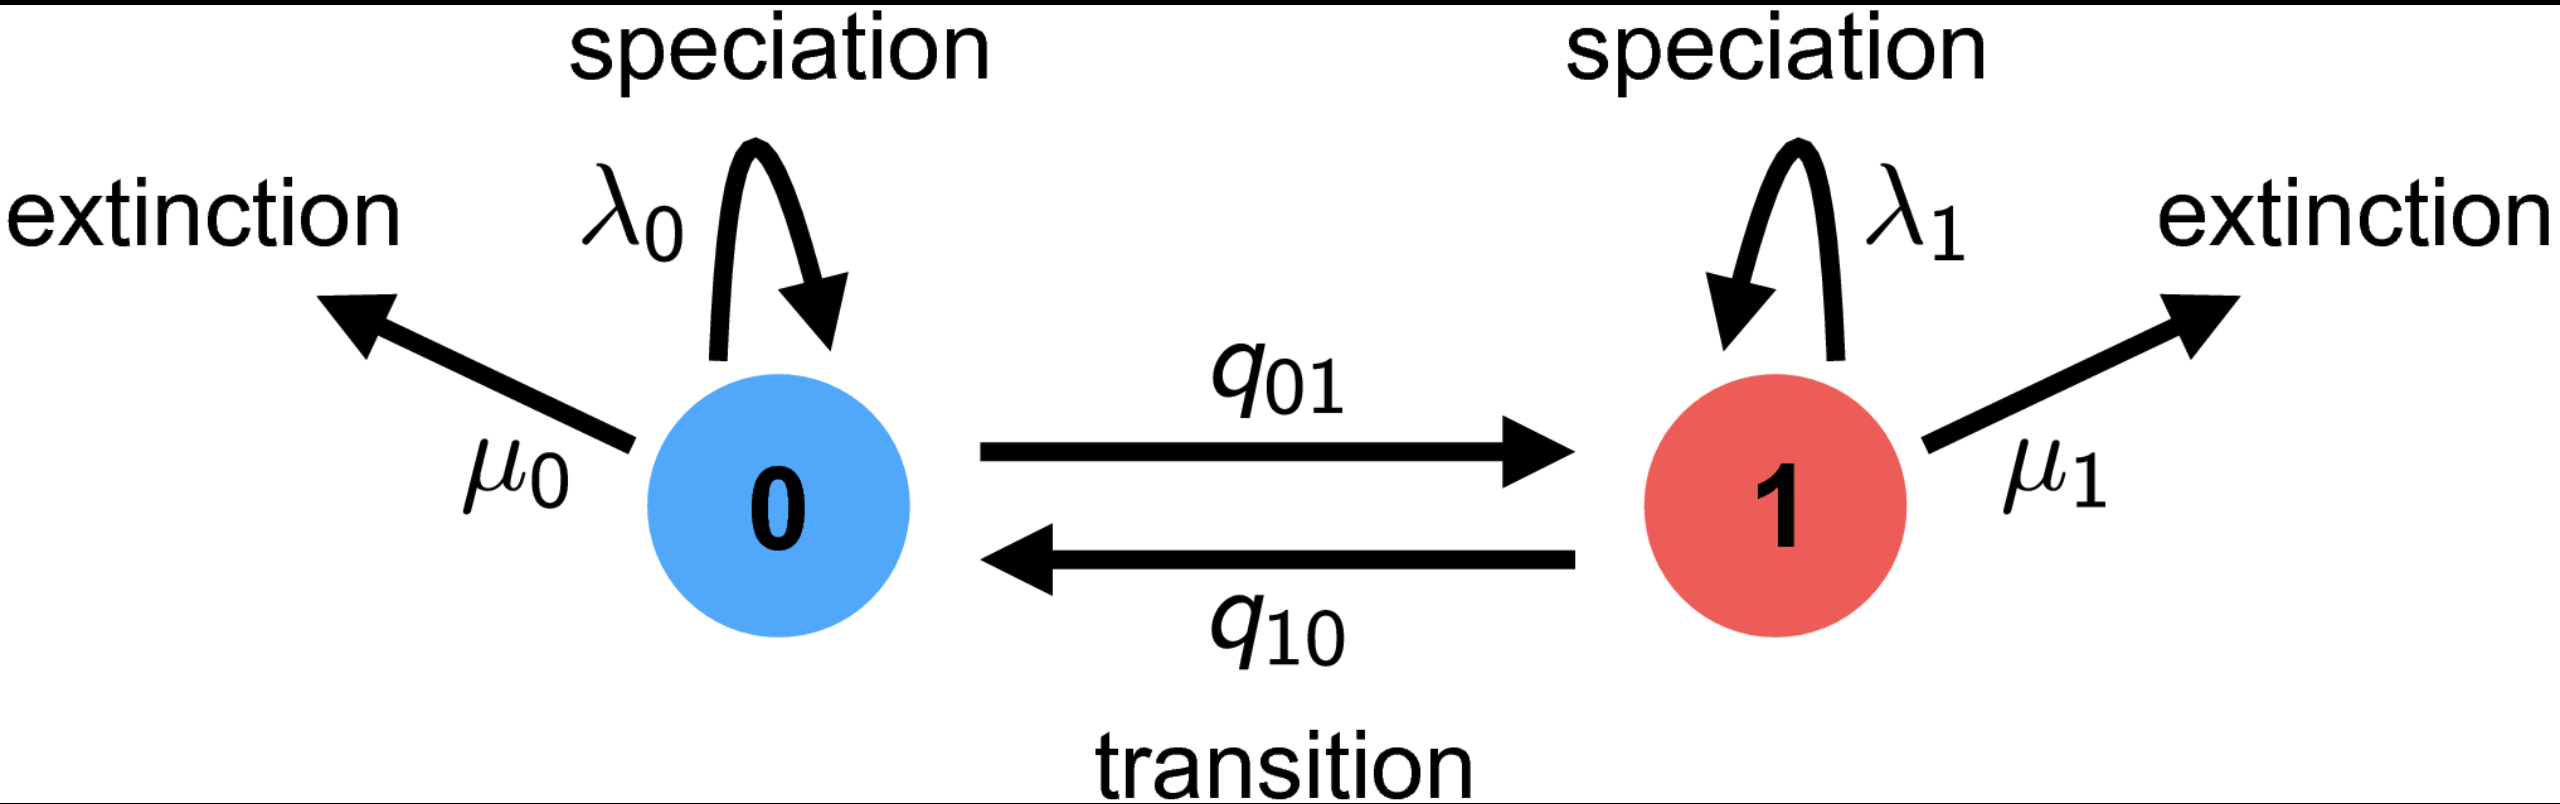 speciation
speciation
extinction
λ₀
λ₁
extinction
q₀₁
μ₀
0
1
μ₁
q₁₀
transition